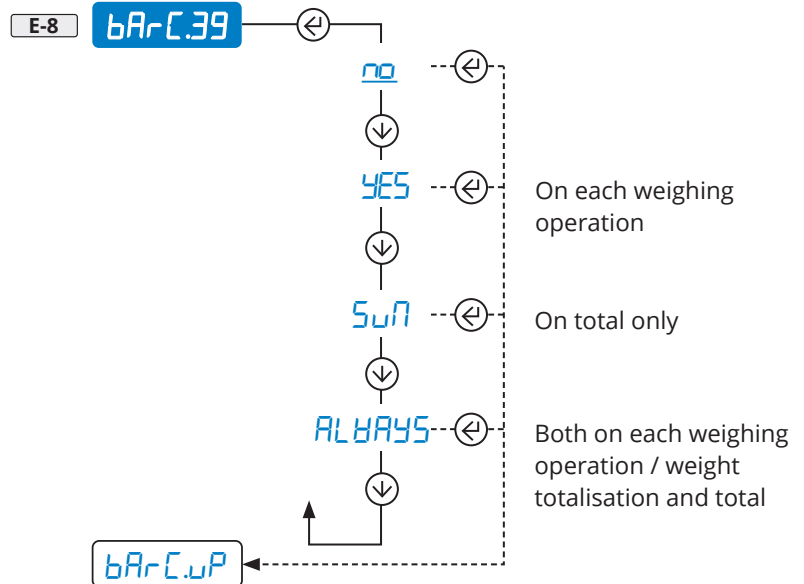 E-8 bArC.39
no
YES
On each weighing
operation
SuM
On total only
ALWAYS
Both on each weighing
operation / weight
totalisation and total
bArC.uP